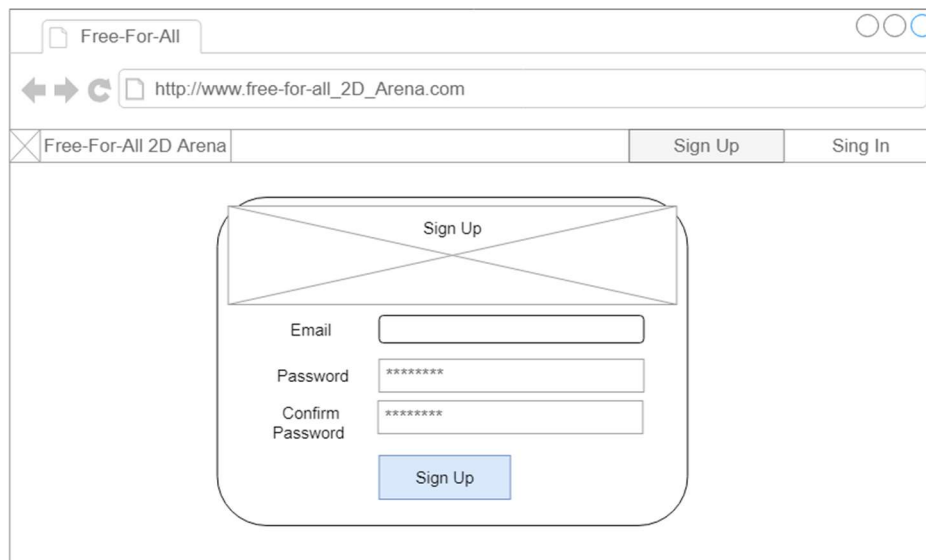 Free-For-All
http://www.free-for-all_2D_Arena.com
Free-For-All 2D Arena
Sign Up
Sing In
Sign Up
Email
Password
********
Confirm
Password
********
Sign Up